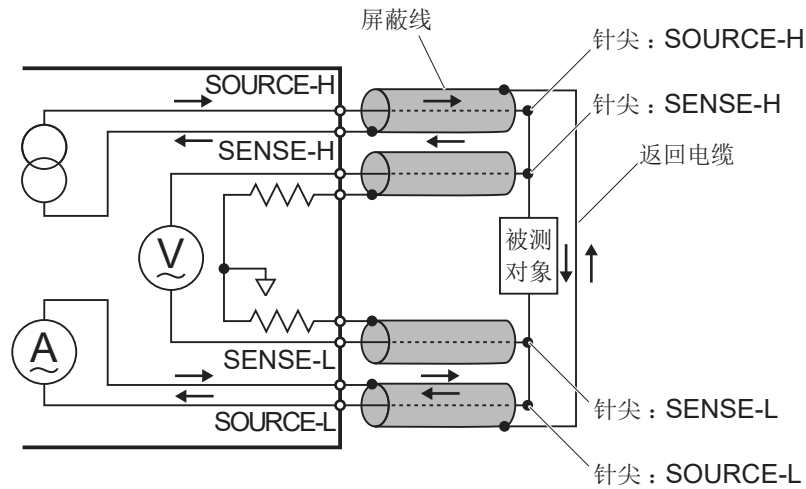 屏蔽线
针尖：SOURCE-H
SOURCE-H
针尖：SENSE-H
SENSE-H
返回电缆
V
被测
对象
A
SENSE-L
SOURCE-L
针尖：SENSE-L
针尖：SOURCE-L